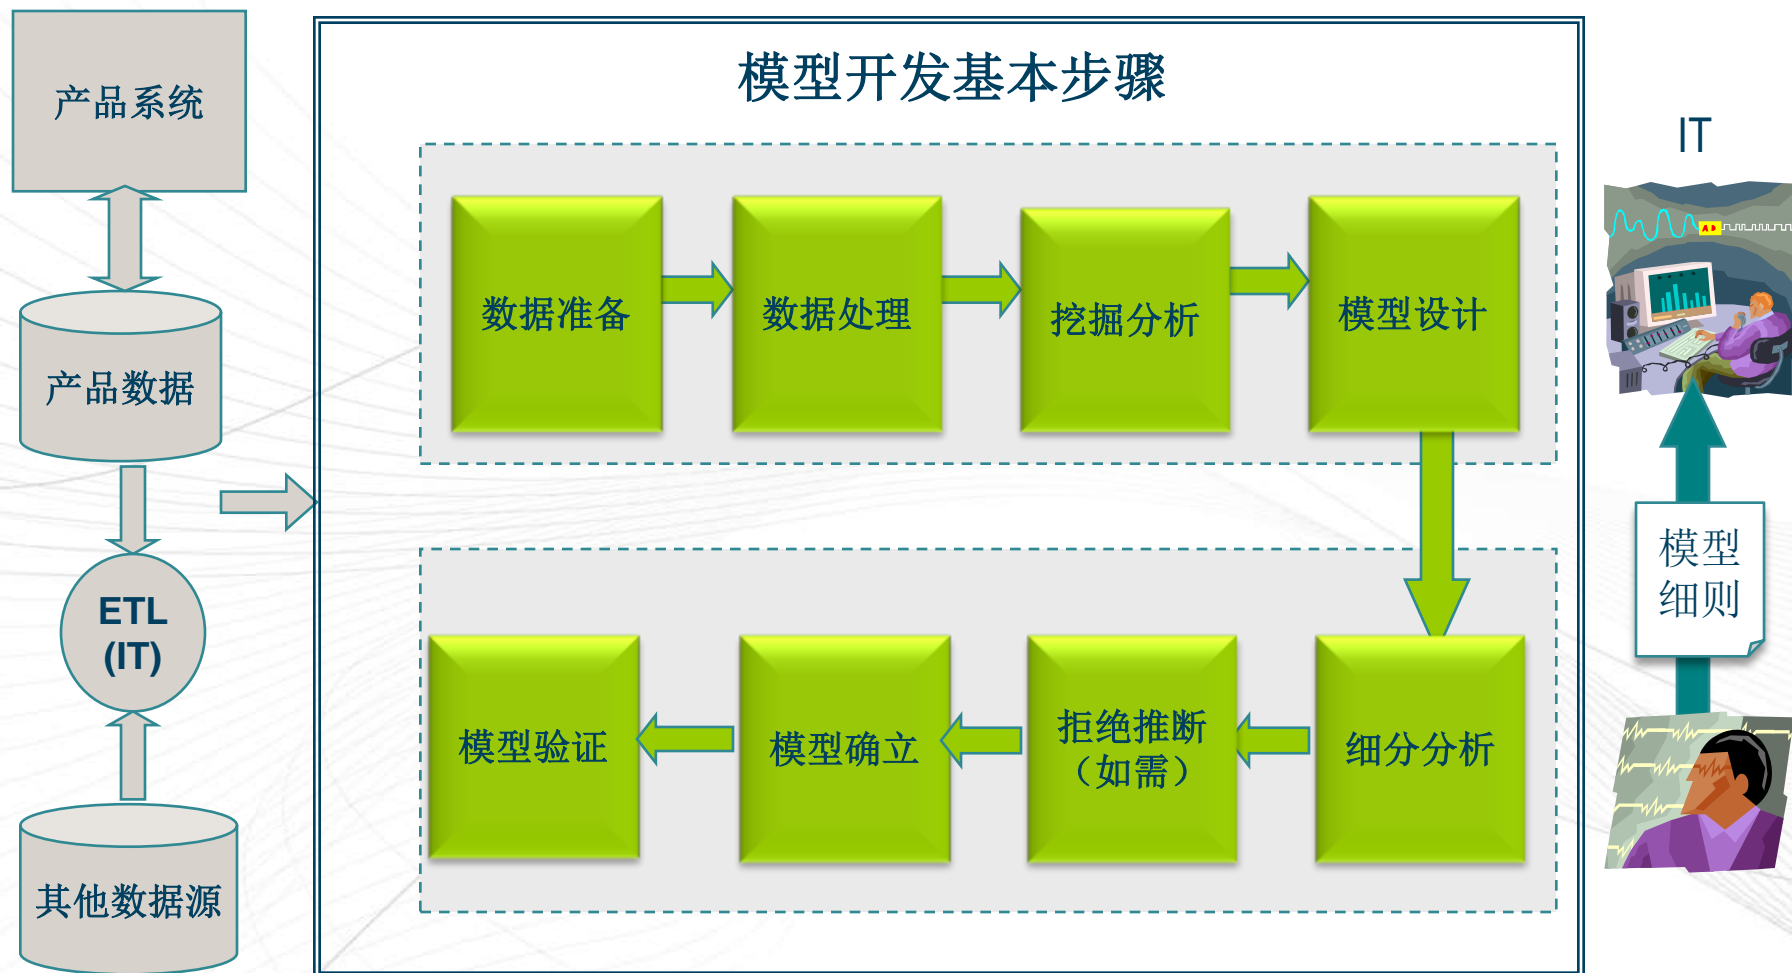 产品系统
产品数据
ETL
(IT)
其他数据源
模型开发基本步骤
数据准备
数据处理
挖掘分析
模型设计
细分分析
拒绝推断
（如需）
模型确立
模型验证
IT
A D
模型
细则